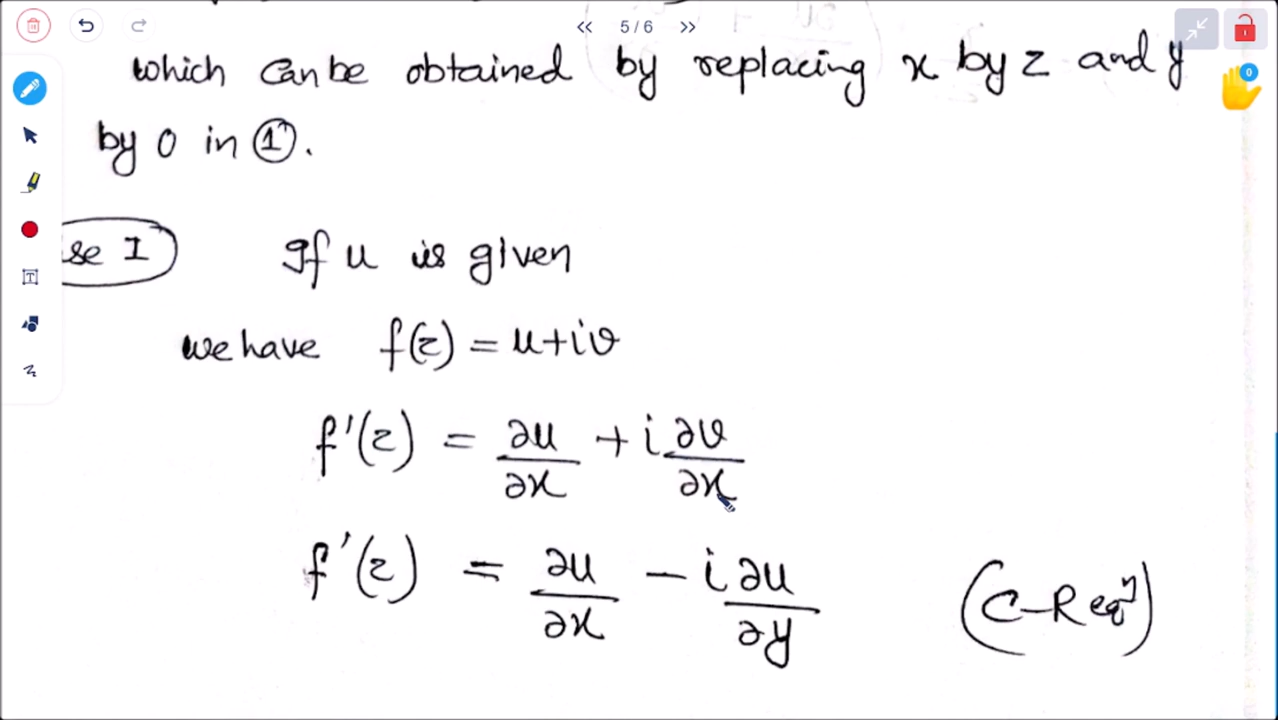 5/6
which can be obtained by replacing x by z and y
by 0 in ①.
se I
If u is given
we have f(z) = u+iv
f'(z) = ∂u/∂x + i ∂v/∂x
f'(z) = ∂u/∂x - i ∂u/∂y (C-R eqⁿ)
0